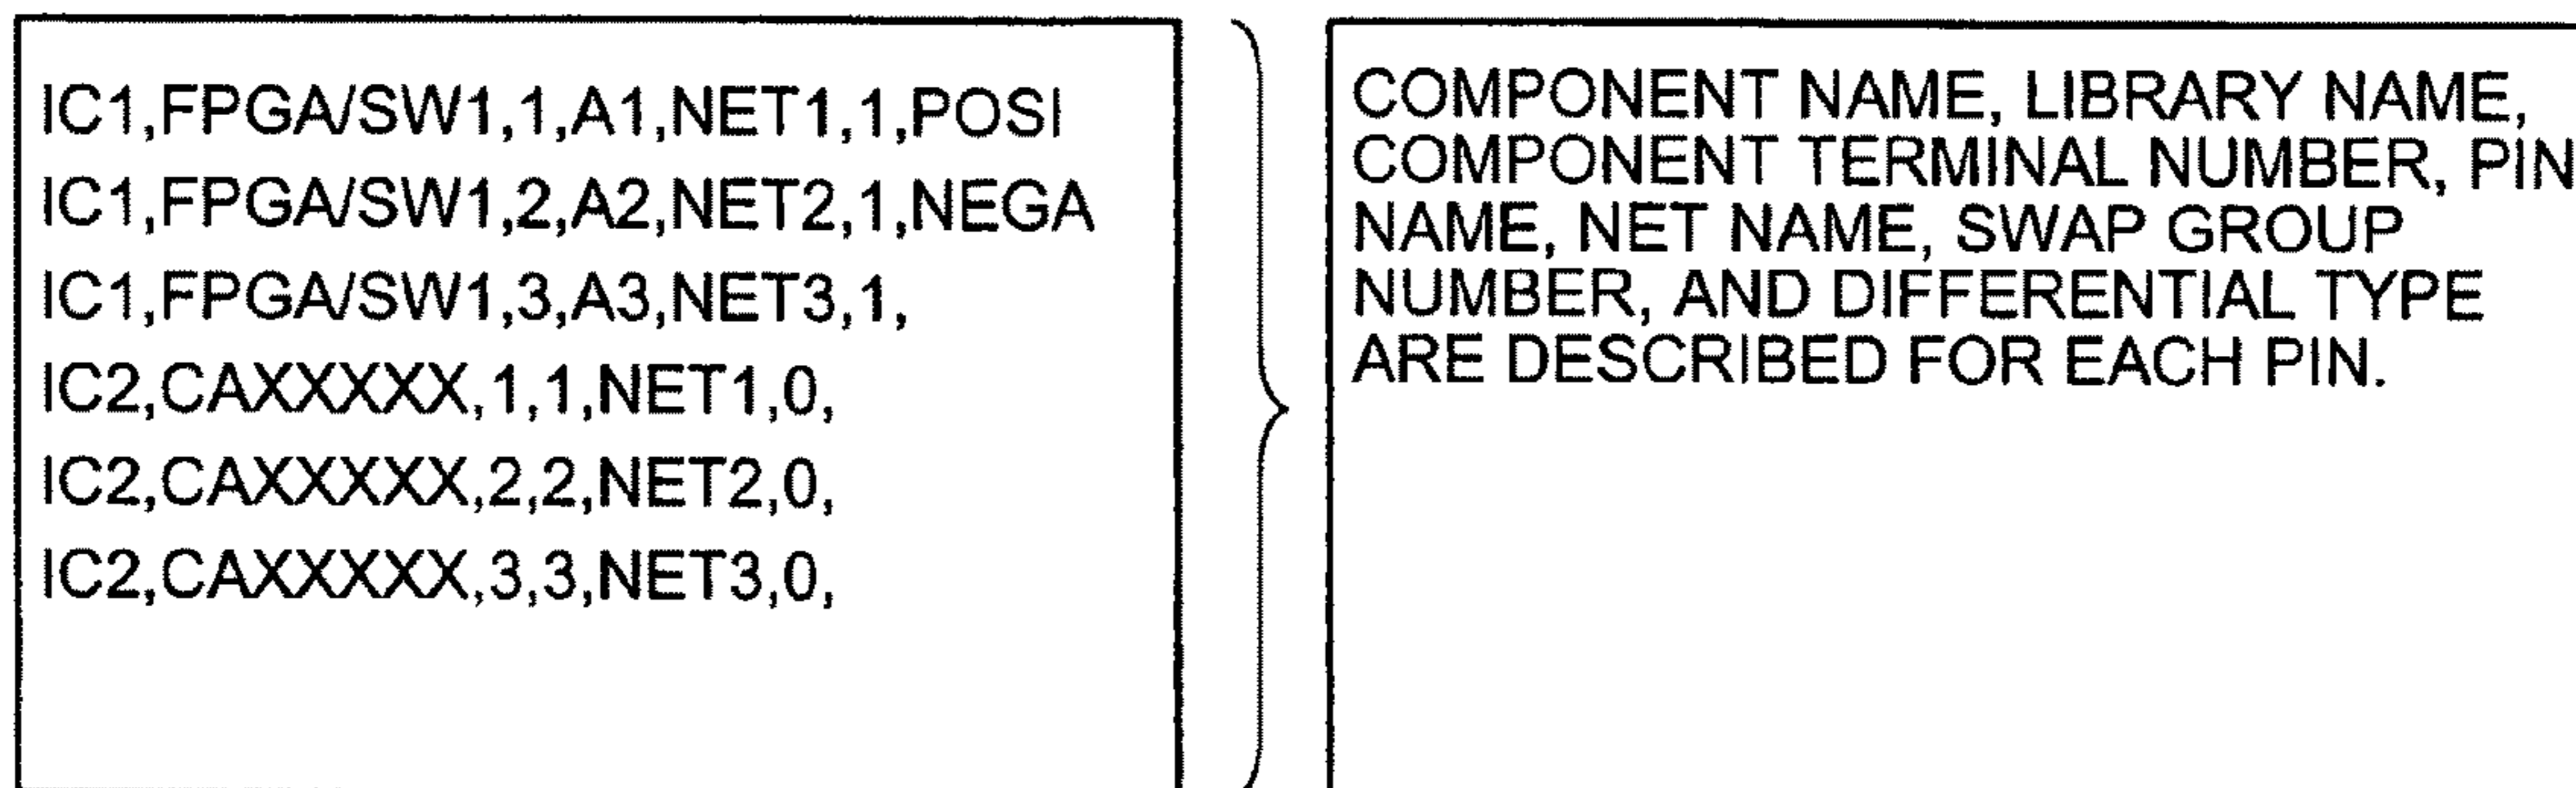 IC1,FPGA/SW1,1,A1,NET1,1,POSI
IC1,FPGA/SW1,2,A2,NET2,1,NEGA
IC1,FPGA/SW1,3,A3,NET3,1,
IC2,CAXXXXX,1,1,NET1,0,
IC2,CAXXXXX,2,2,NET2,0,
IC2,CAXXXXX,3,3,NET3,0,
COMPONENT NAME, LIBRARY NAME,
COMPONENT TERMINAL NUMBER, PIN
NAME, NET NAME, SWAP GROUP
NUMBER, AND DIFFERENTIAL TYPE
ARE DESCRIBED FOR EACH PIN.